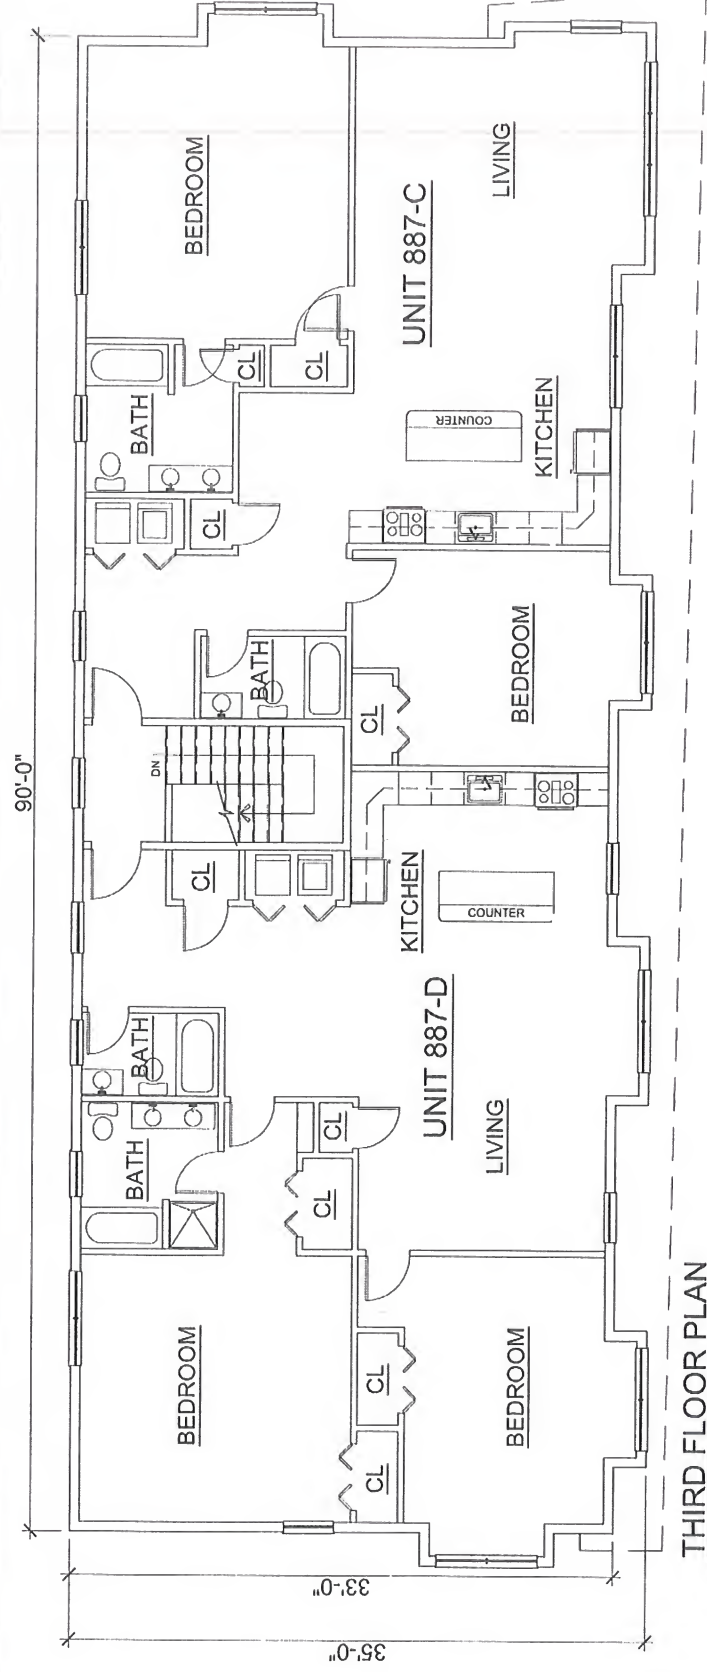 BEDROOM
LIVING
UNIT 887-C
CL
CL
BATH
COUNTER
KITCHEN
CL
BATH
BEDROOM
CL
90'-0"
DN
CL
KITCHEN
COUNTER
BATH
UNIT 887-D
CL
LIVING
BATH
CL
BEDROOM
CL
BEDROOM
CL
THIRD FLOOR PLAN
33'-0"
35'-0"